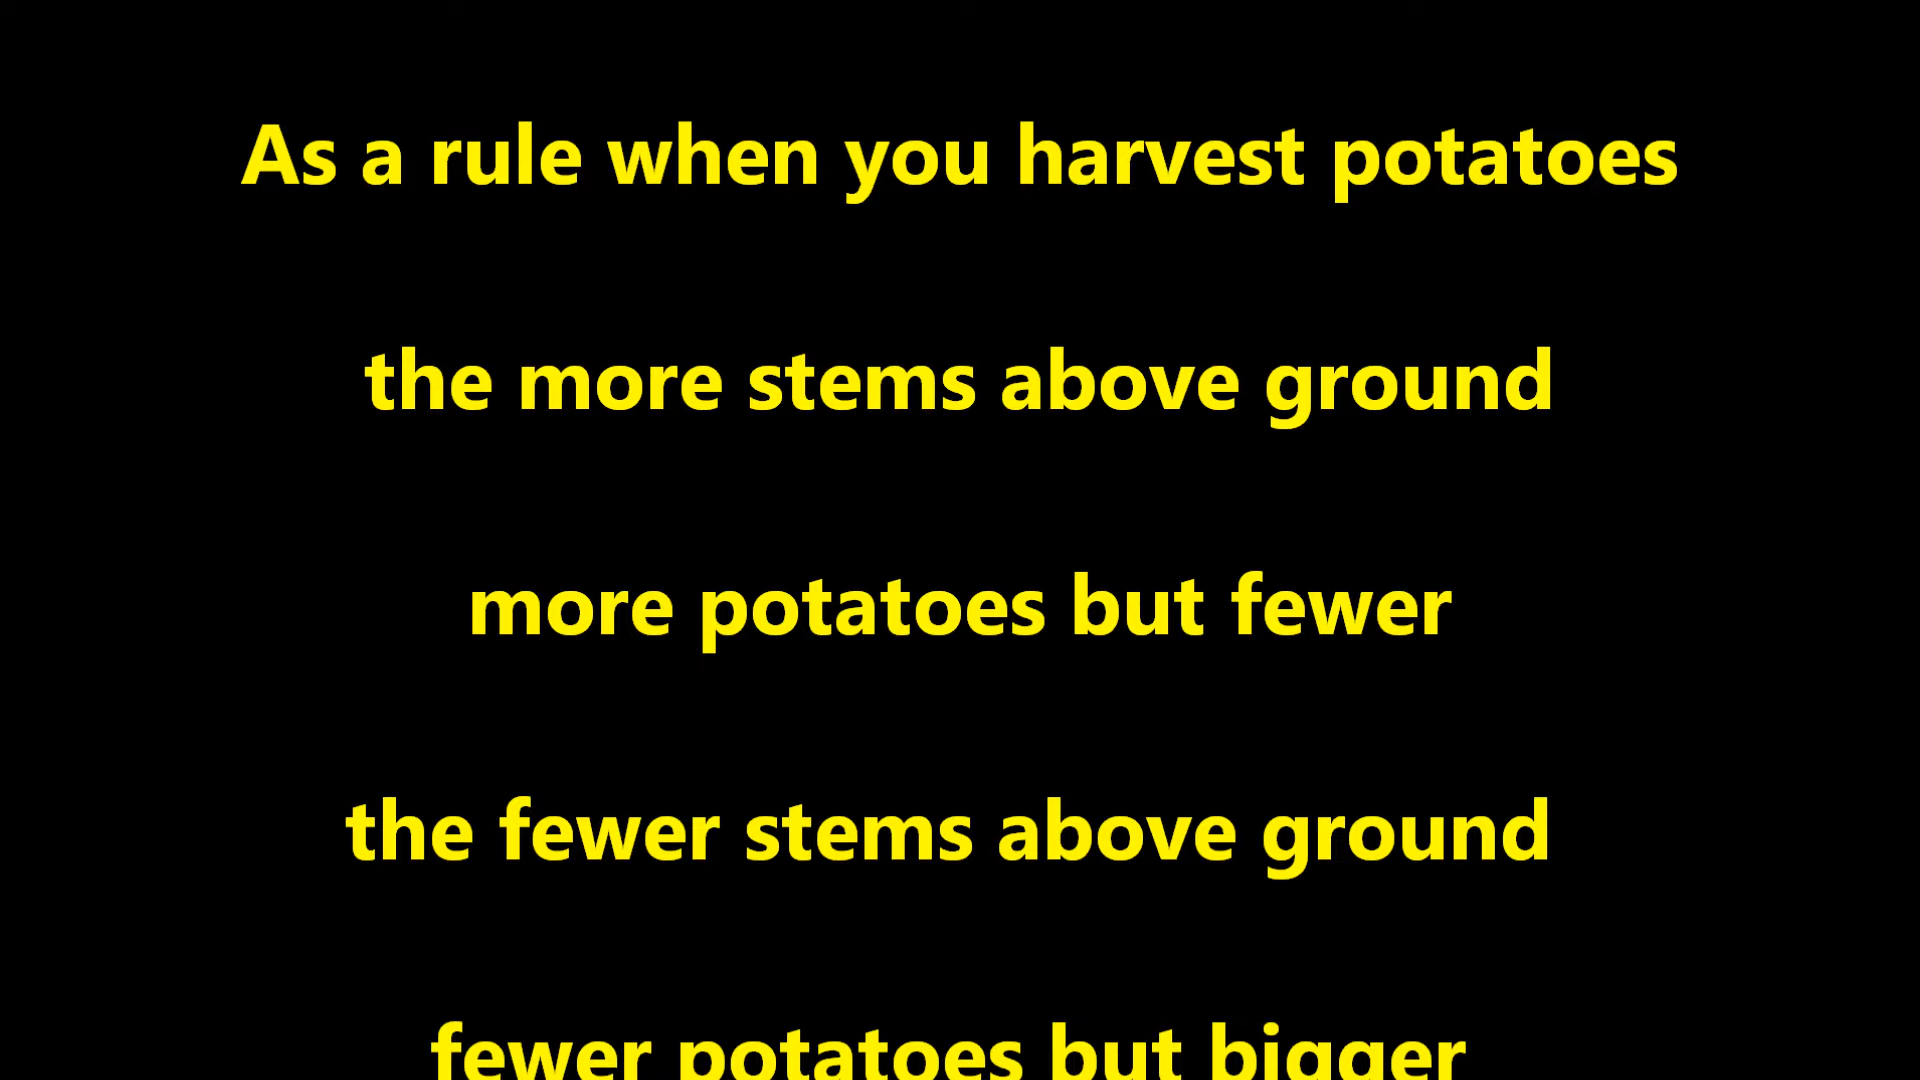 As a rule when you harvest potatoes
the more stems above ground
more potatoes but fewer
the fewer stems above ground
fewer potatoes but bigger